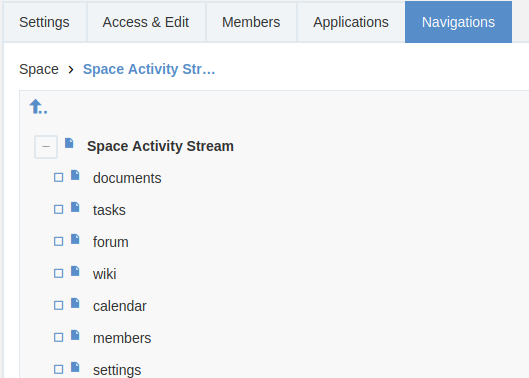 Settings Access & Edit Members Applications Navigations
Space > Space Activity Str...
..
Space Activity Stream
documents
tasks
forum
wiki
calendar
members
settings